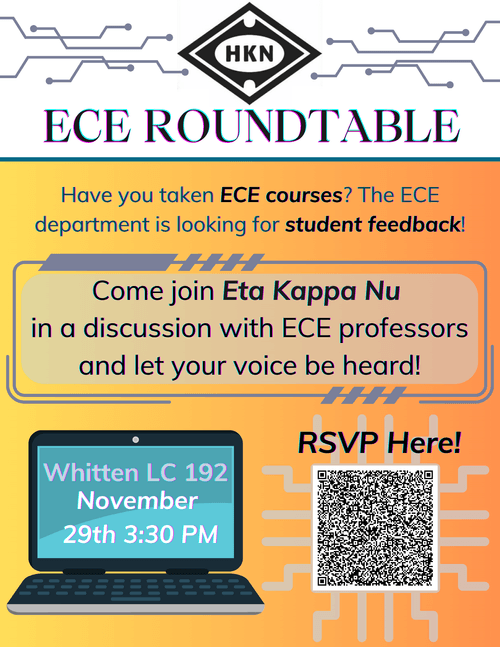 HKN
ECE ROUNDTABLE
Have you taken ECE courses? The ECE
department is looking for student feedback!
Come join Eta Kappa Nu
in a discussion with ECE professors
and let your voice be heard!
Whitten LC 192
November
29th 3:30 PM
RSVP Here!